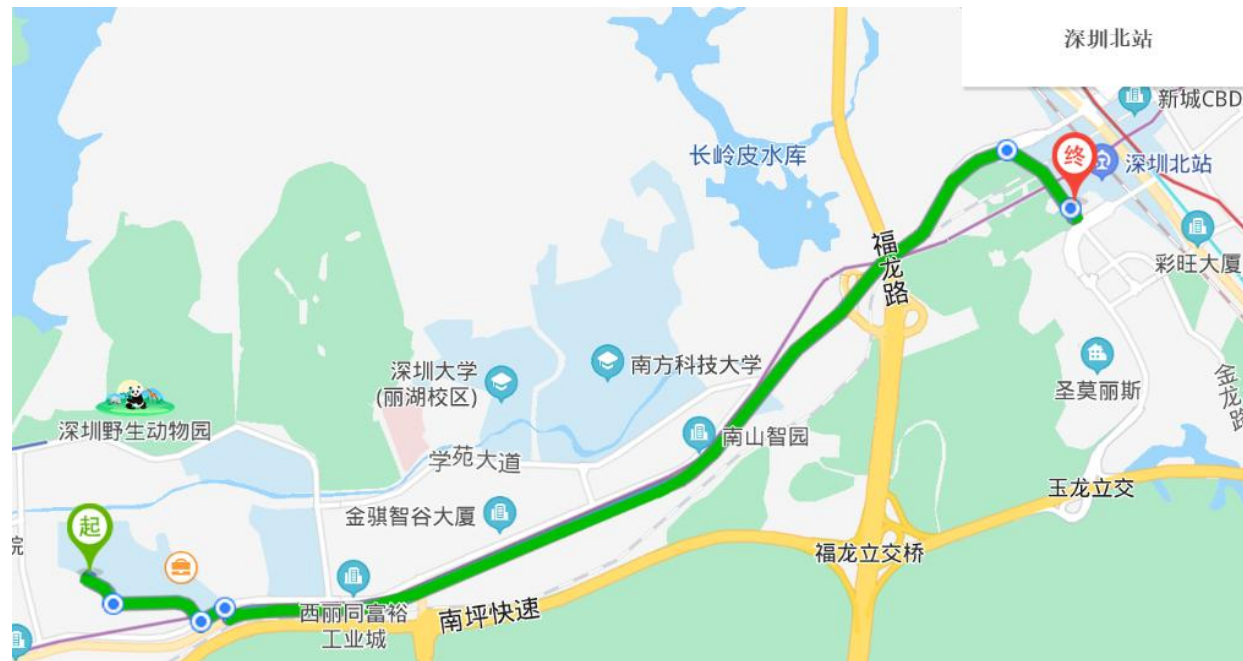 深圳北站
新城CBD
长岭皮水库
终
深圳北站
福龙路
彩旺大厦
深圳大学
(丽湖校区)
南方科技大学
圣莫丽斯
金龙路
深圳野生动物园
南山智园
学苑大道
玉龙立交
起
金骐智谷大厦
院
福龙立交桥
西丽同富裕
工业城
南坪快速